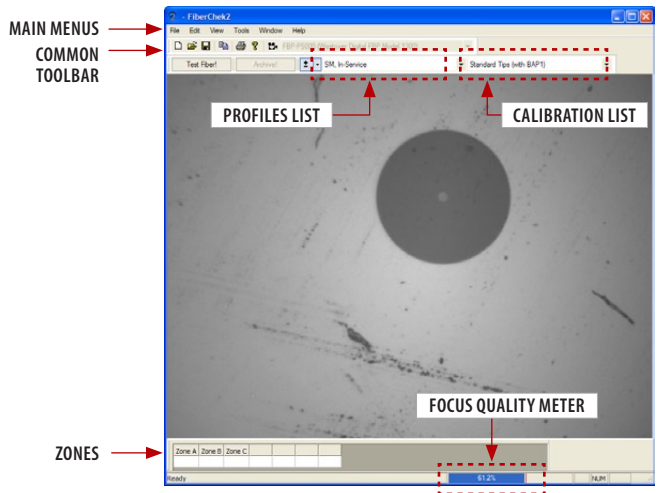 - FiberChek2
MAIN MENUS
File Edit View Tools Window Help
COMMON
TOOLBAR
Test Fiber!
Archive!
SM, In-Service
Standard Tips (with BAP1)
PROFILES LIST
CALIBRATION LIST
FOCUS QUALITY METER
ZONES
Zone A Zone B Zone C
Ready
61.2%
NUM